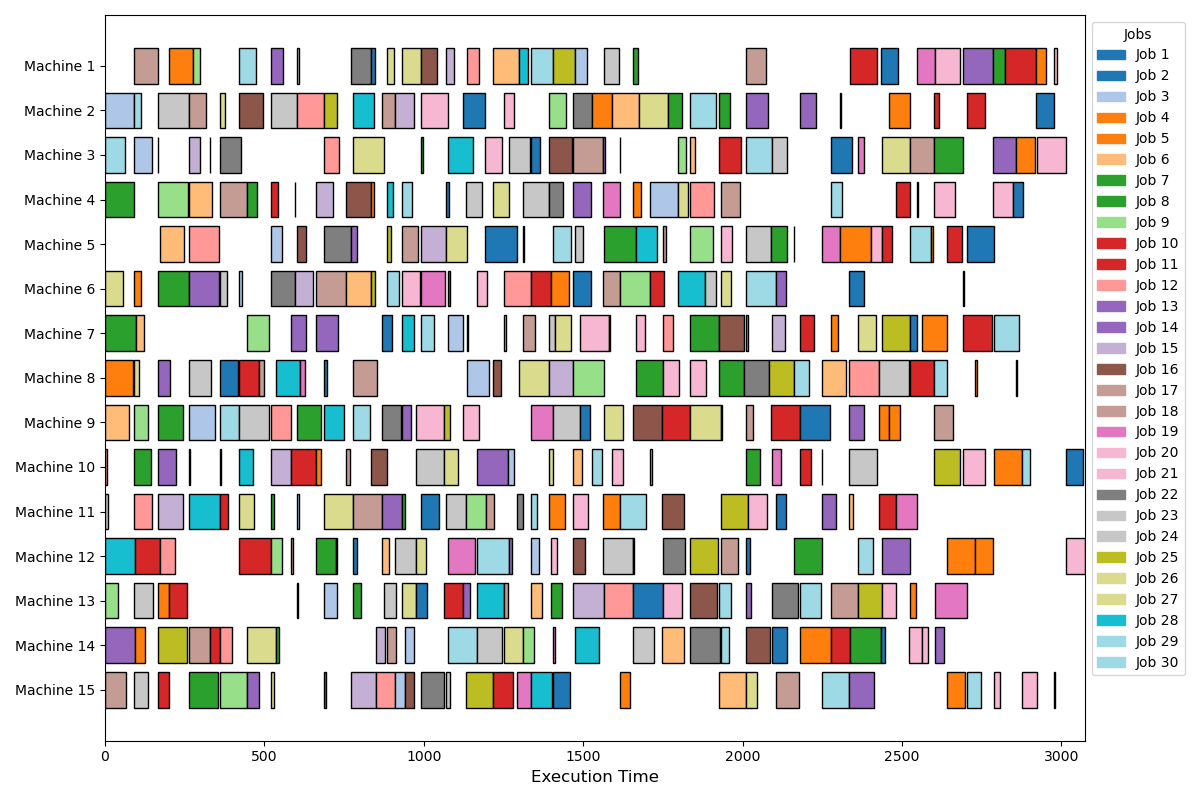 Machine 1
Machine 2
Machine 3
Machine 4
Machine 5
Machine 6
Machine 7
Machine 8
Machine 9
Machine 10
Machine 11
Machine 12
Machine 13
Machine 14
Machine 15
0 500 1000 1500 2000 2500 3000
Execution Time
Jobs
Job 1
Job 2
Job 3
Job 4
Job 5
Job 6
Job 7
Job 8
Job 9
Job 10
Job 11
Job 12
Job 13
Job 14
Job 15
Job 16
Job 17
Job 18
Job 19
Job 20
Job 21
Job 22
Job 23
Job 24
Job 25
Job 26
Job 27
Job 28
Job 29
Job 30